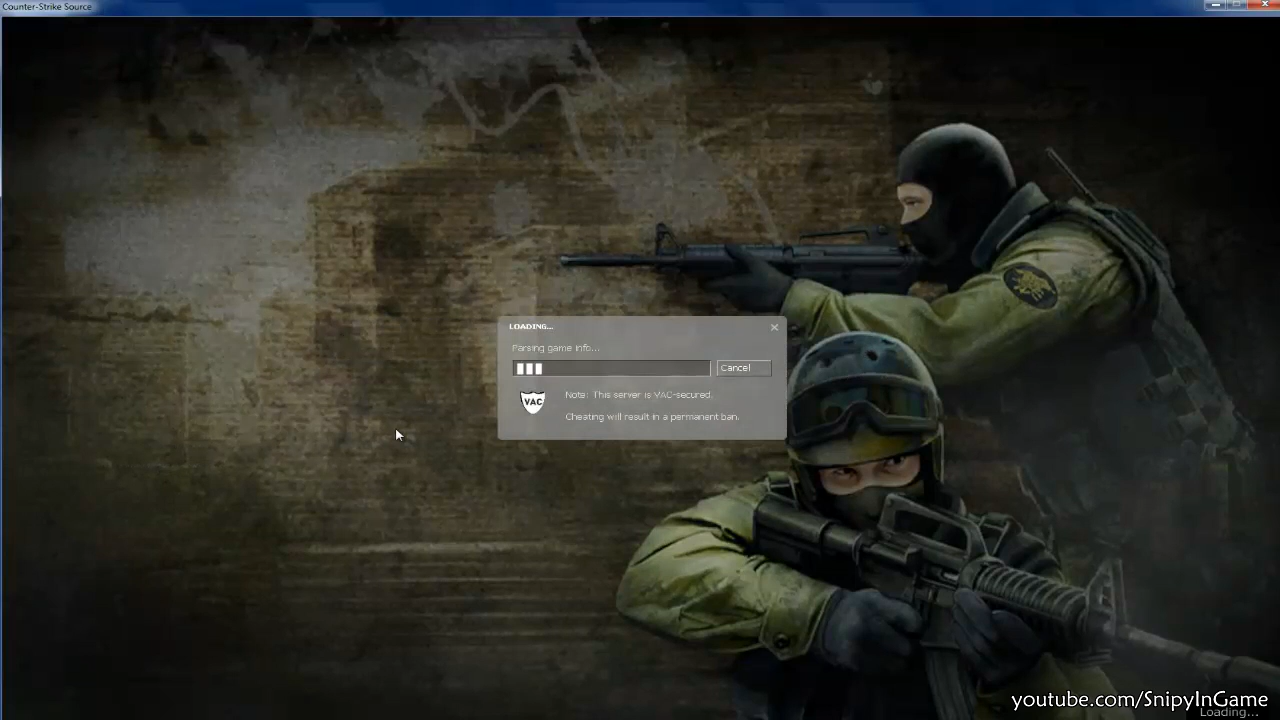 Counter-Strike Source
LOADING...
Parsing game info...
Cancel
VAC
Note: This server is VAC-secured.
Cheating will result in a permanent ban.
youtube.com/SnipyInGame
Loading...